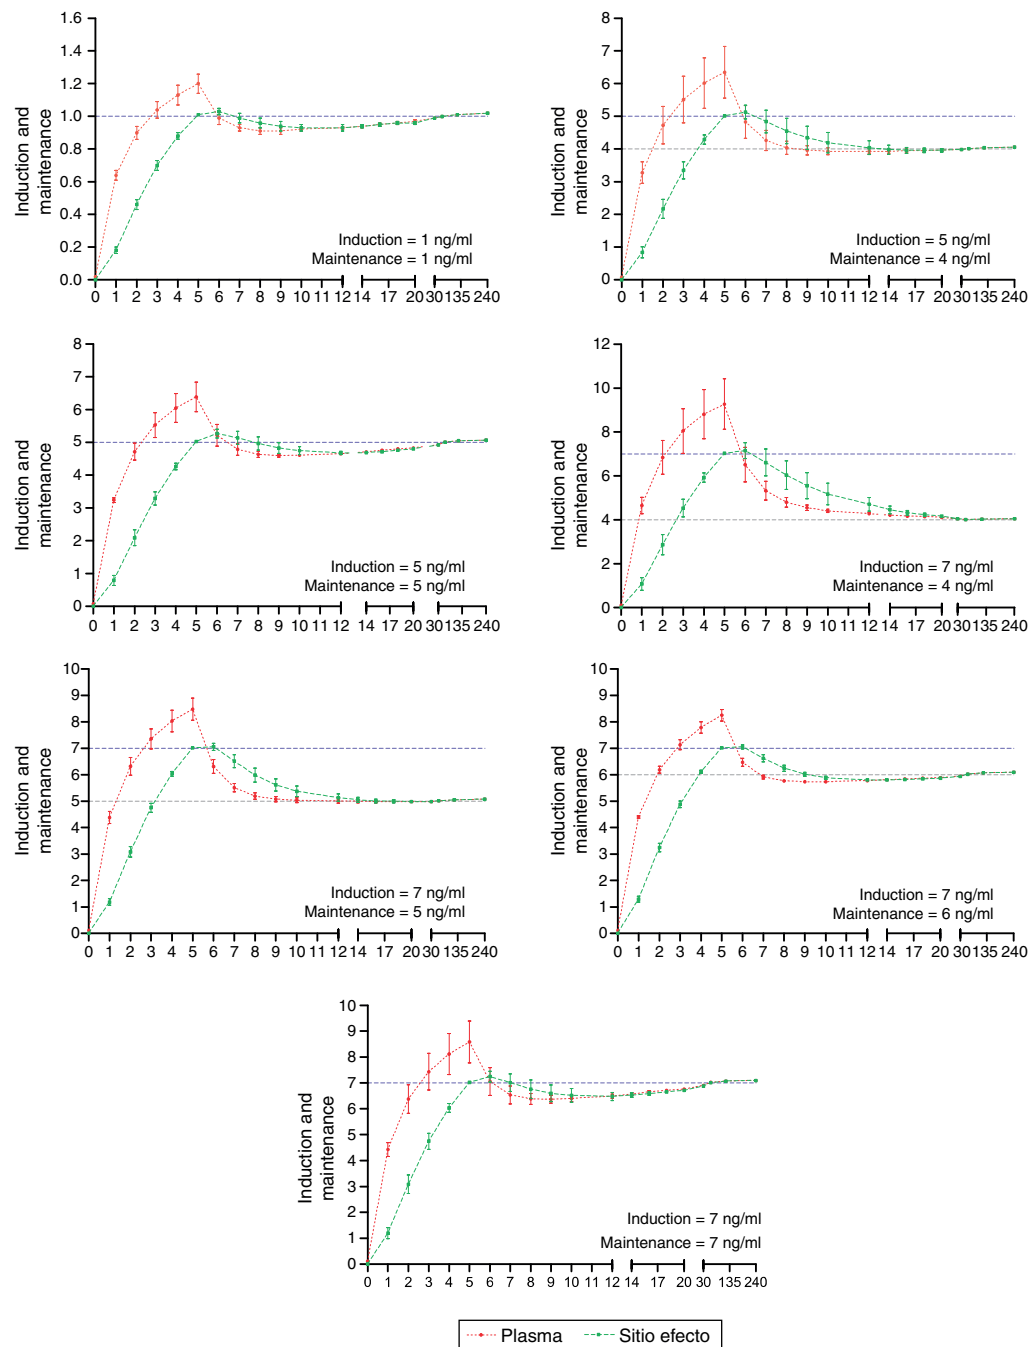 Induction and
maintenance
1.6
1.4
1.2
1.0
0.8
0.6
0.4
0.2
0.0
Induction = 1 ng/ml
Maintenance = 1 ng/ml
0 1 2 3 4 5 6 7 8 9 10 11 12 14 17 20 30 135 240
Induction and
maintenance
8
7
6
5
4
3
2
1
0
Induction = 5 ng/ml
Maintenance = 4 ng/ml
0 1 2 3 4 5 6 7 8 9 10 11 12 14 17 20 30 135 240
Induction and
maintenance
8
7
6
5
4
3
2
1
0
Induction = 5 ng/ml
Maintenance = 5 ng/ml
0 1 2 3 4 5 6 7 8 9 10 11 12 14 17 20 30 135 240
Induction and
maintenance
12
10
8
6
4
2
0
Induction = 7 ng/ml
Maintenance = 4 ng/ml
0 1 2 3 4 5 6 7 8 9 10 11 12 14 17 20 30 135 240
Induction and
maintenance
10
9
8
7
6
5
4
3
2
1
0
Induction = 7 ng/ml
Maintenance = 5 ng/ml
0 1 2 3 4 5 6 7 8 9 10 11 12 14 17 20 30 135 240
Induction and
maintenance
10
9
8
7
6
5
4
3
2
1
0
Induction = 7 ng/ml
Maintenance = 6 ng/ml
0 1 2 3 4 5 6 7 8 9 10 11 12 14 17 20 30 135 240
Induction and
maintenance
10
9
8
7
6
5
4
3
2
1
0
Induction = 7 ng/ml
Maintenance = 7 ng/ml
0 1 2 3 4 5 6 7 8 9 10 11 12 14 17 20 30 135 240
Plasma Sitio efecto